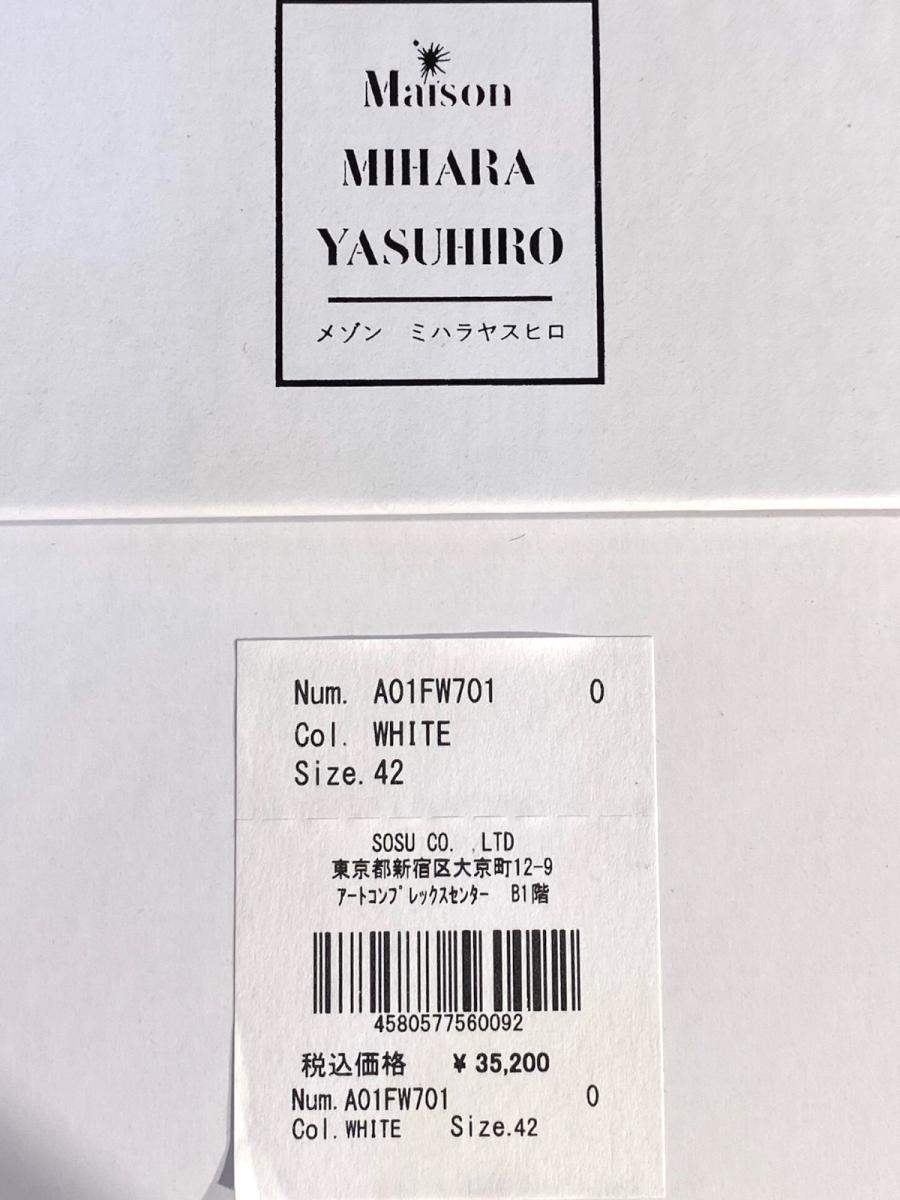 Maison
MIHARA
YASUHIRO
メゾン ミハラヤスヒロ
Num. A01FW701 0
Col. WHITE
Size. 42
SOSU CO. ,LTD
東京都新宿区大京町12-9
ｱｰﾄｺﾝﾌﾟﾚｯｸｽｾﾝﾀｰ B1階
4580577560092
税込価格 ¥ 35,200
Num. A01FW701 0
Col. WHITE Size.42